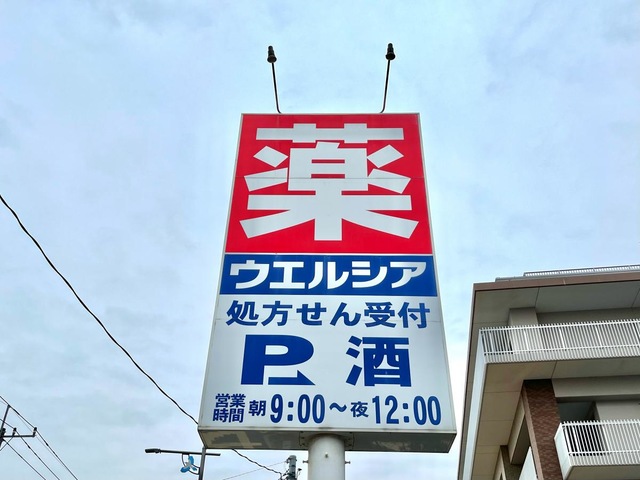 薬
ウエルシア
処方せん受付
P 酒
営業時間 朝9:00～夜12:00